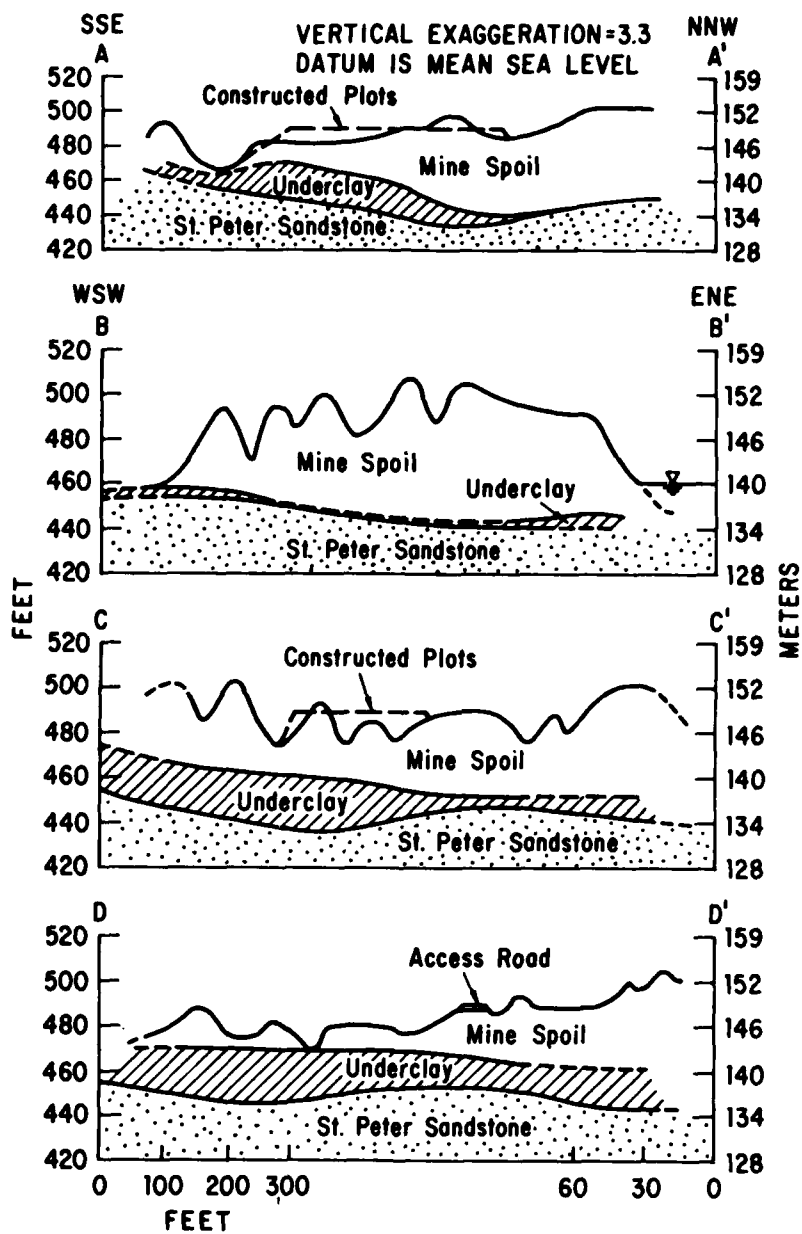 SSE
A
VERTICAL EXAGGERATION=3.3
DATUM IS MEAN SEA LEVEL
NNW
A'
520
500
480
460
440
420
159
152
146
140
134
128
Constructed Plots
Mine Spoil
Underclay
St. Peter Sandstone
WSW
B
ENE
B'
520
500
480
460
440
420
159
152
146
140
134
128
Mine Spoil
Underclay
St. Peter Sandstone
FEET
METERS
C
C'
520
500
480
460
440
420
159
152
146
140
134
128
Constructed Plots
Mine Spoil
Underclay
St. Peter Sandstone
D
D'
520
500
480
460
440
420
159
152
146
140
134
128
Access Road
Mine Spoil
Underclay
St. Peter Sandstone
0 100 200 300 60 30 0
FEET